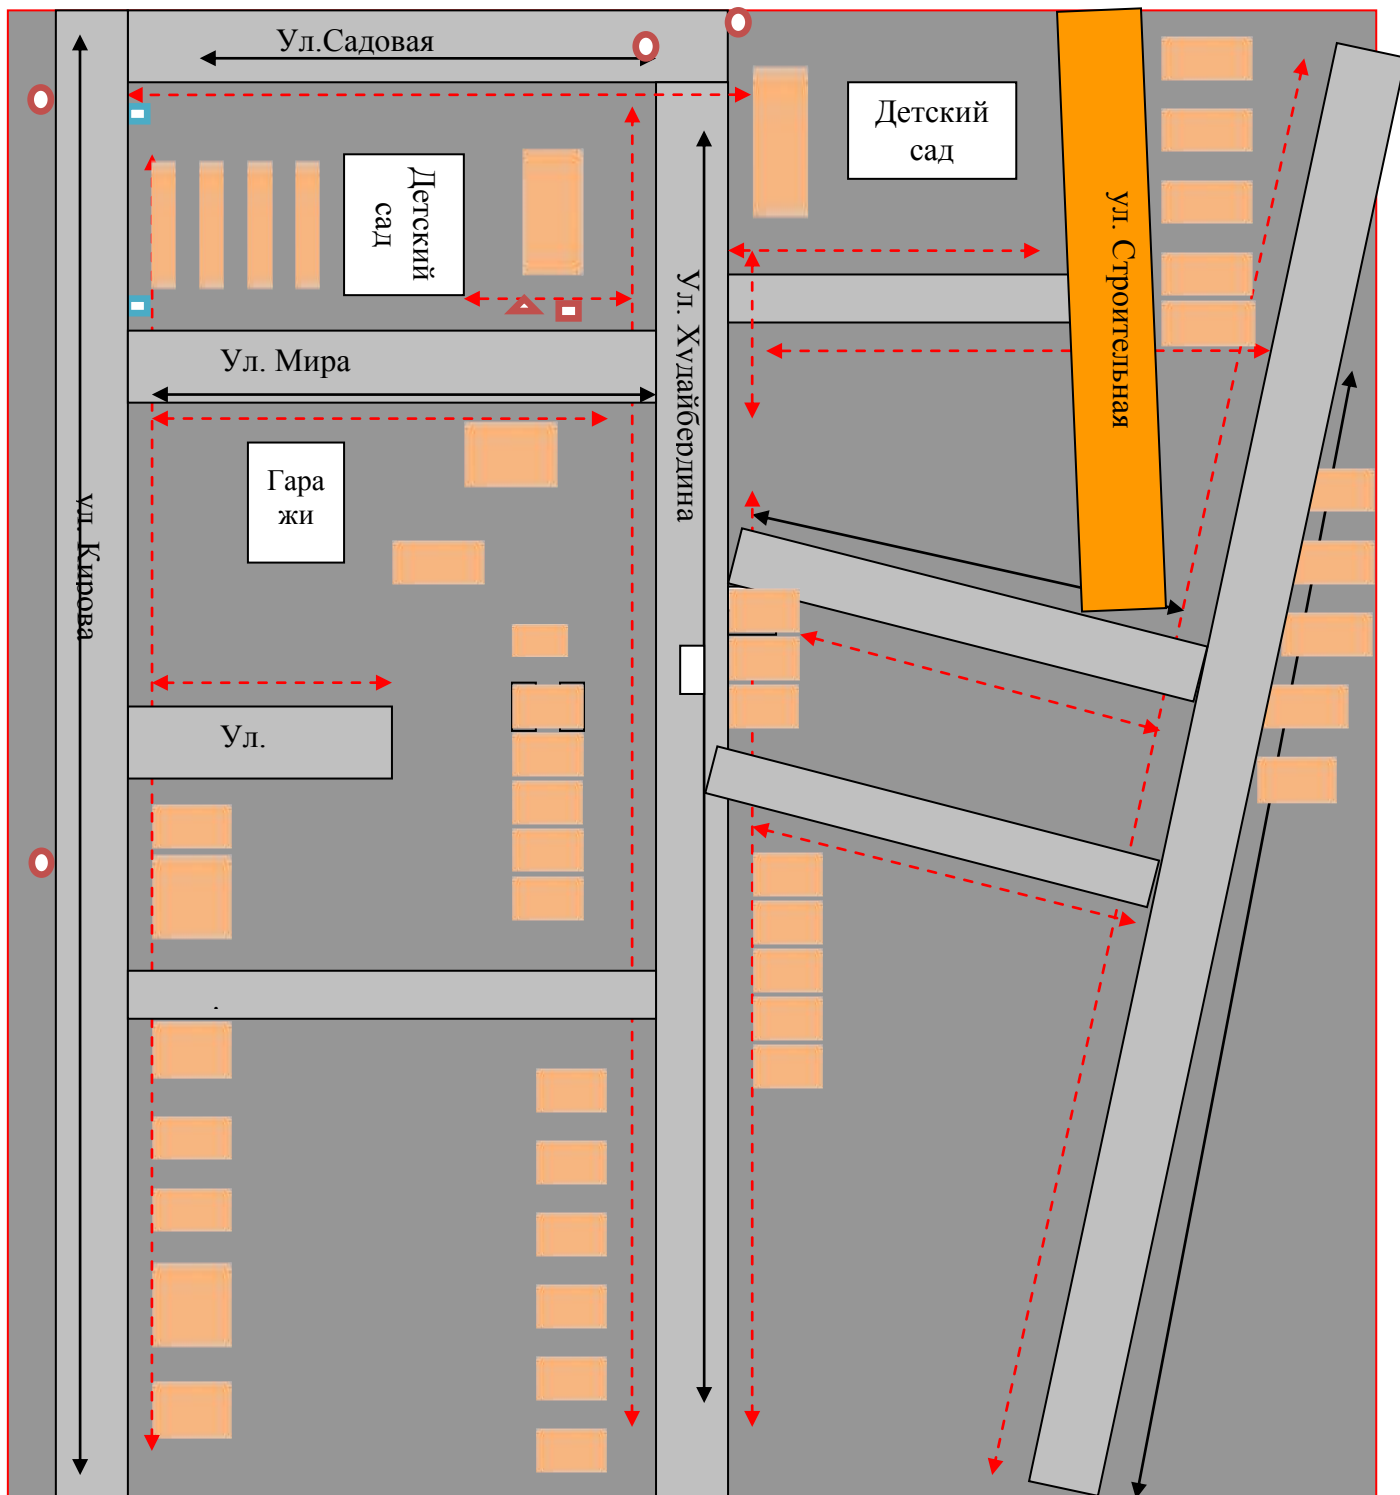 Ул.Садовая
Детский
сад
Детский
сад
ул. Строительная
Ул. Худайбердина
Ул. Мира
Гара
жи
ул. Кирова
Ул.
.